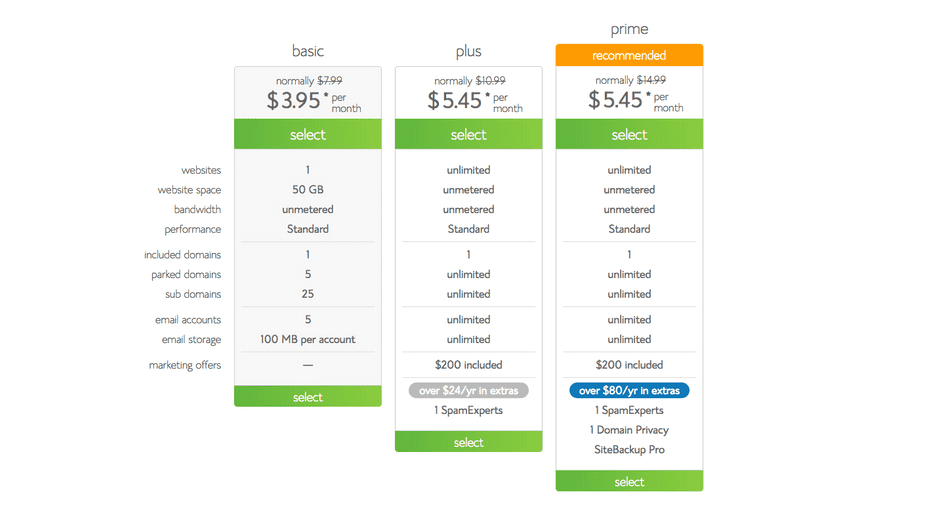 prime
basic
plus
recommended
normally $7.99
$3.95* per month
normally $10.99
$5.45* per month
normally $14.99
$5.45* per month
select select select
websites 1 unlimited unlimited
website space 50 GB unmetered unmetered
bandwidth unmetered unmetered unmetered
performance Standard Standard Standard
included domains 1 1 1
parked domains 5 unlimited unlimited
sub domains 25 unlimited unlimited
email accounts 5 unlimited unlimited
email storage 100 MB per account unlimited unlimited
marketing offers — $200 included $200 included
select
over $24/yr in extras over $80/yr in extras
1 SpamExperts 1 SpamExperts
1 Domain Privacy
select
SiteBackup Pro
select